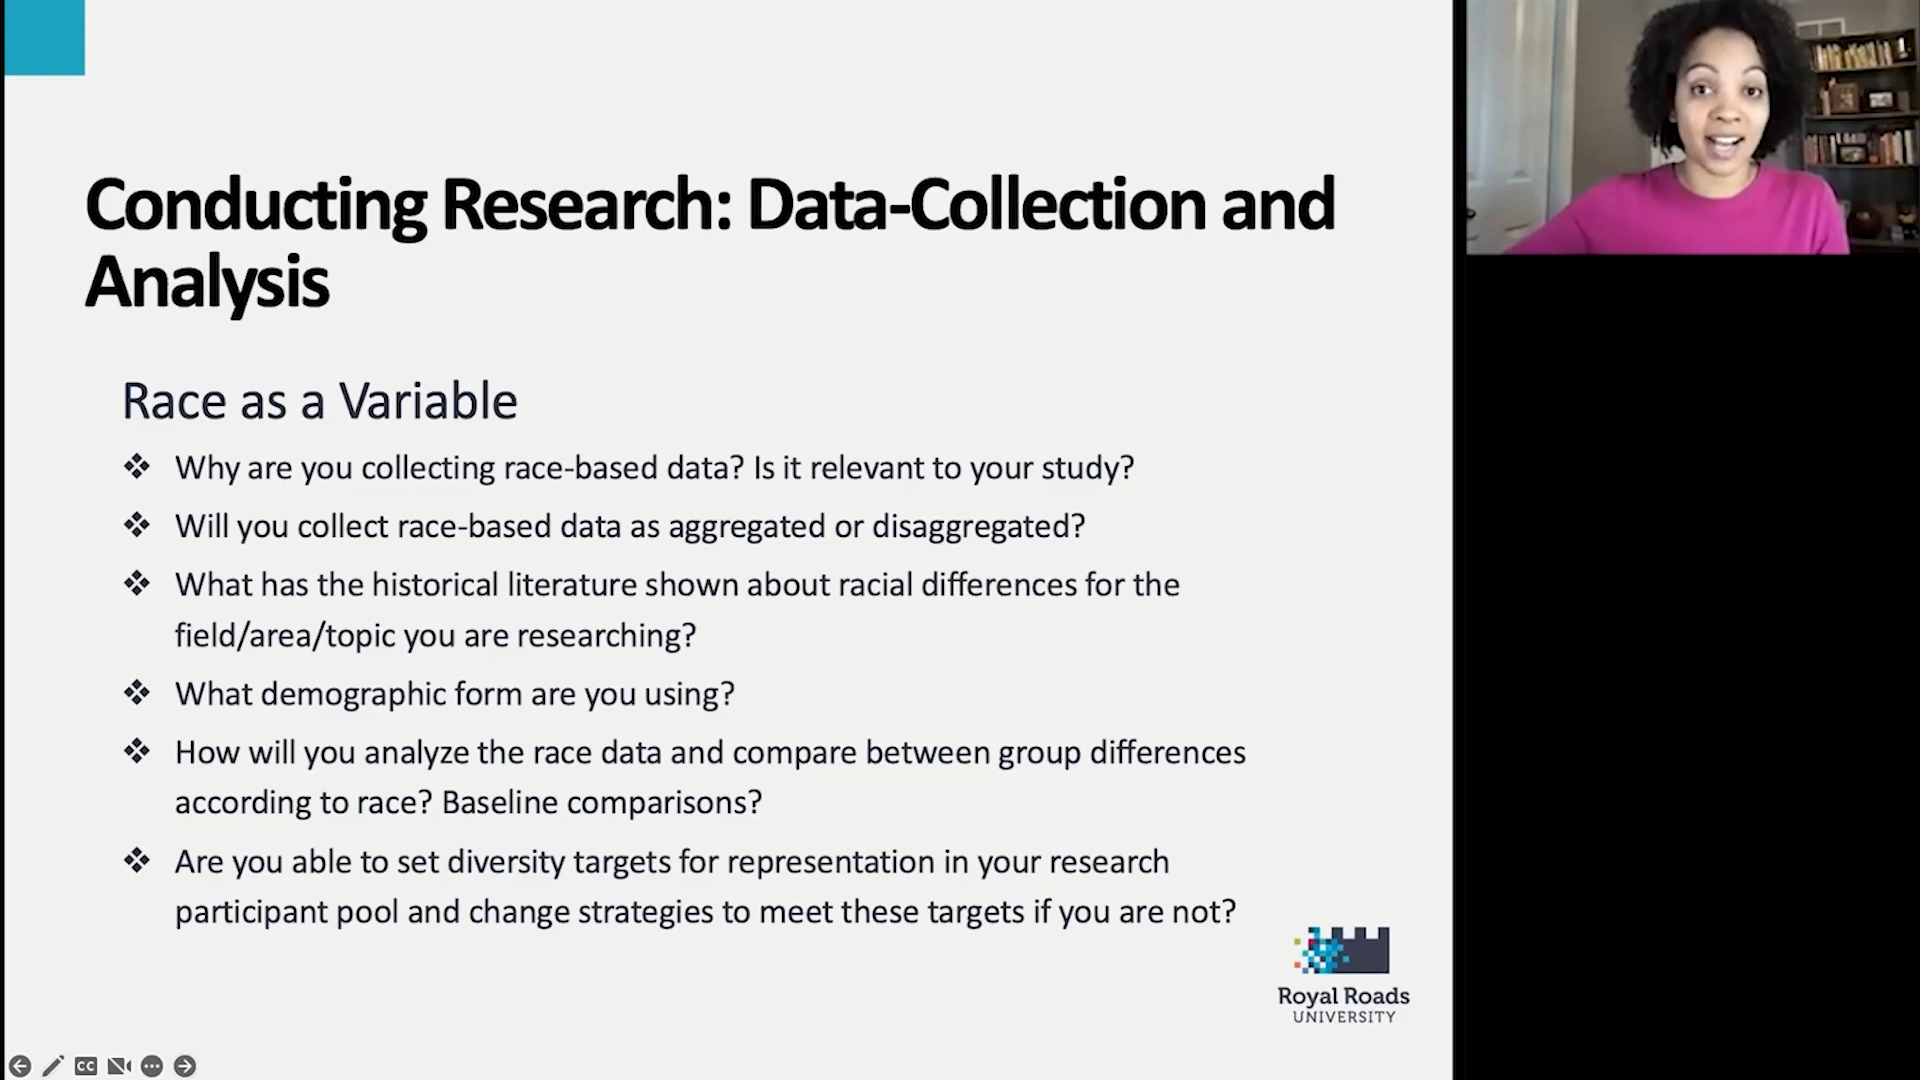 Conducting Research: Data-Collection and
Analysis
Race as a Variable
❖ Why are you collecting race-based data? Is it relevant to your study?
❖ Will you collect race-based data as aggregated or disaggregated?
❖ What has the historical literature shown about racial differences for the
field/area/topic you are researching?
❖ What demographic form are you using?
❖ How will you analyze the race data and compare between group differences
according to race? Baseline comparisons?
❖ Are you able to set diversity targets for representation in your research
participant pool and change strategies to meet these targets if you are not?
Royal Roads
UNIVERSITY
CC